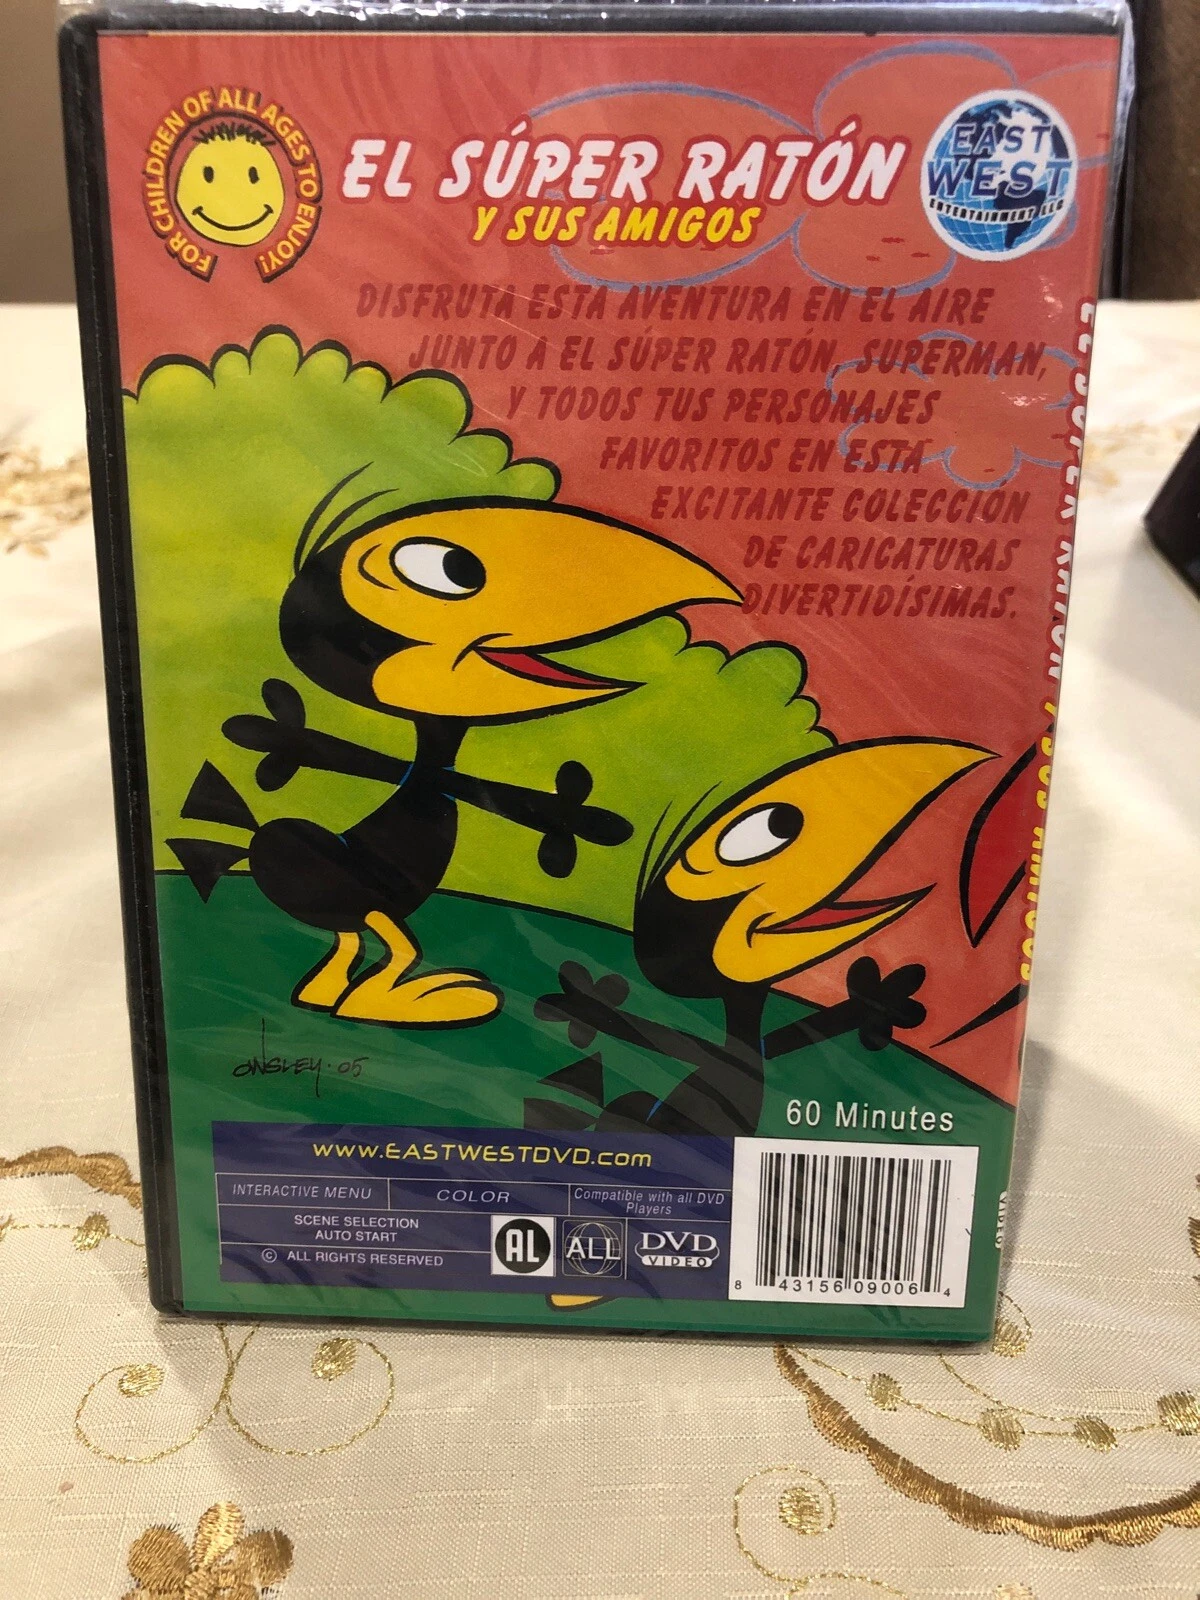 FOR CHILDREN OF ALL AGES TO ENJOY!
EL SÚPER RATÓN
Y SUS AMIGOS
EAST
WEST
ENTERTAINMENT LLC
DISFRUTA ESTA AVENTURA EN EL AIRE
JUNTO A EL SÚPER RATÓN, SUPERMAN,
Y TODOS TUS PERSONAJES
FAVORITOS EN ESTA
EXCITANTE COLECCIÓN
DE CARICATURAS
DIVERTIDÍSIMAS.
EL SÚPER RATÓN Y SUS AMIGOS
OWSLEY·05
60 Minutes
www.EASTWESTDVD.com
INTERACTIVE MENU
COLOR
Compatible with all DVD
Players
SCENE SELECTION
AUTO START
© ALL RIGHTS RESERVED
AL
ALL
DVD
VIDEO
8 43156 09006 4